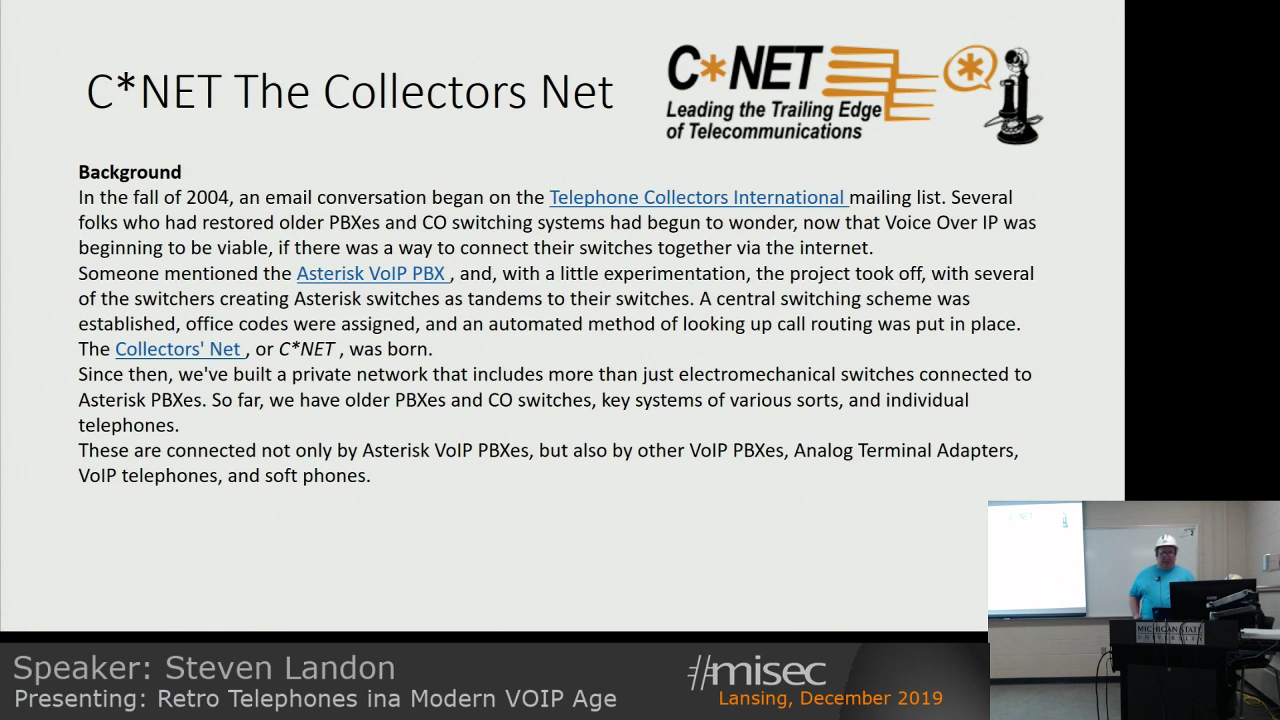 C*NET The Collectors Net
C*NET
Leading the Trailing Edge
of Telecommunications
Background
In the fall of 2004, an email conversation began on the Telephone Collectors International mailing list. Several
folks who had restored older PBXes and CO switching systems had begun to wonder, now that Voice Over IP was
beginning to be viable, if there was a way to connect their switches together via the internet.
Someone mentioned the Asterisk VoIP PBX , and, with a little experimentation, the project took off, with several
of the switchers creating Asterisk switches as tandems to their switches. A central switching scheme was
established, office codes were assigned, and an automated method of looking up call routing was put in place.
The Collectors' Net , or C*NET , was born.
Since then, we've built a private network that includes more than just electromechanical switches connected to
Asterisk PBXes. So far, we have older PBXes and CO switches, key systems of various sorts, and individual
telephones.
These are connected not only by Asterisk VoIP PBXes, but also by other VoIP PBXes, Analog Terminal Adapters,
VoIP telephones, and soft phones.
MICHIGAN STATE
UNIVERSITY
Speaker: Steven Landon
Presenting: Retro Telephones ina Modern VOIP Age
#misec
Lansing, December 2019